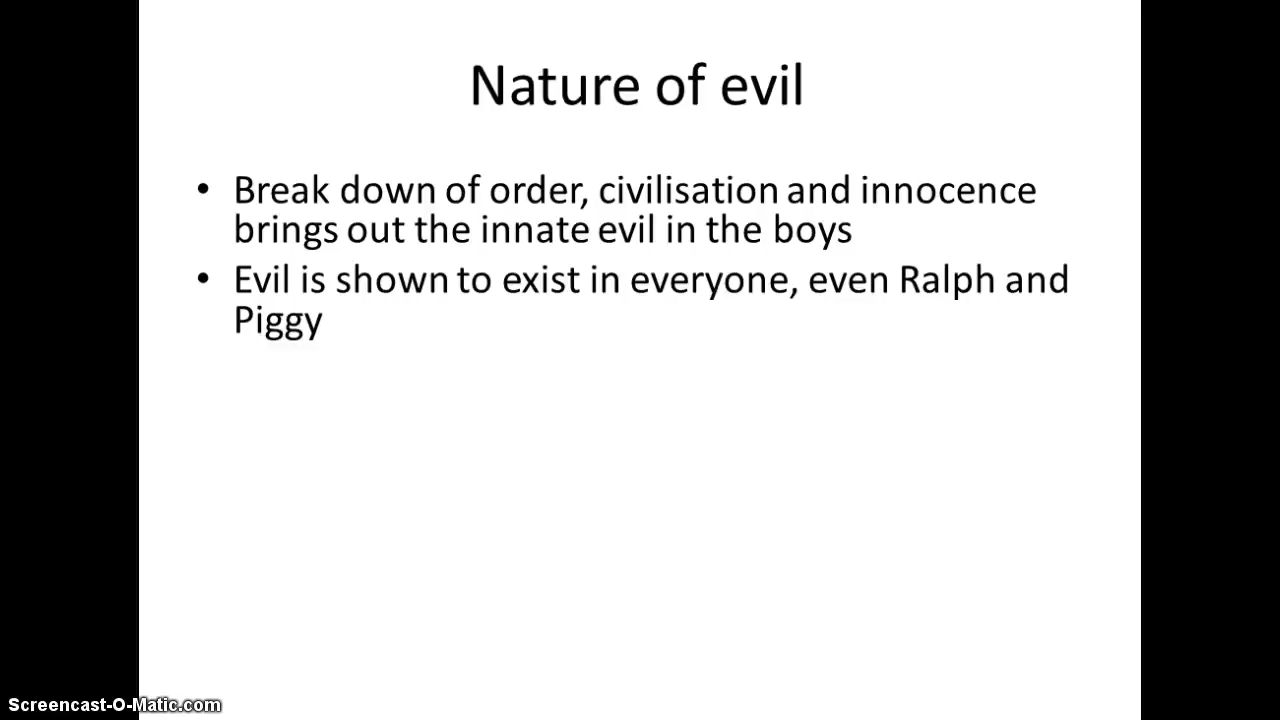 Nature of evil
• Break down of order, civilisation and innocence
brings out the innate evil in the boys
• Evil is shown to exist in everyone, even Ralph and
Piggy
Screencast-O-Matic.com